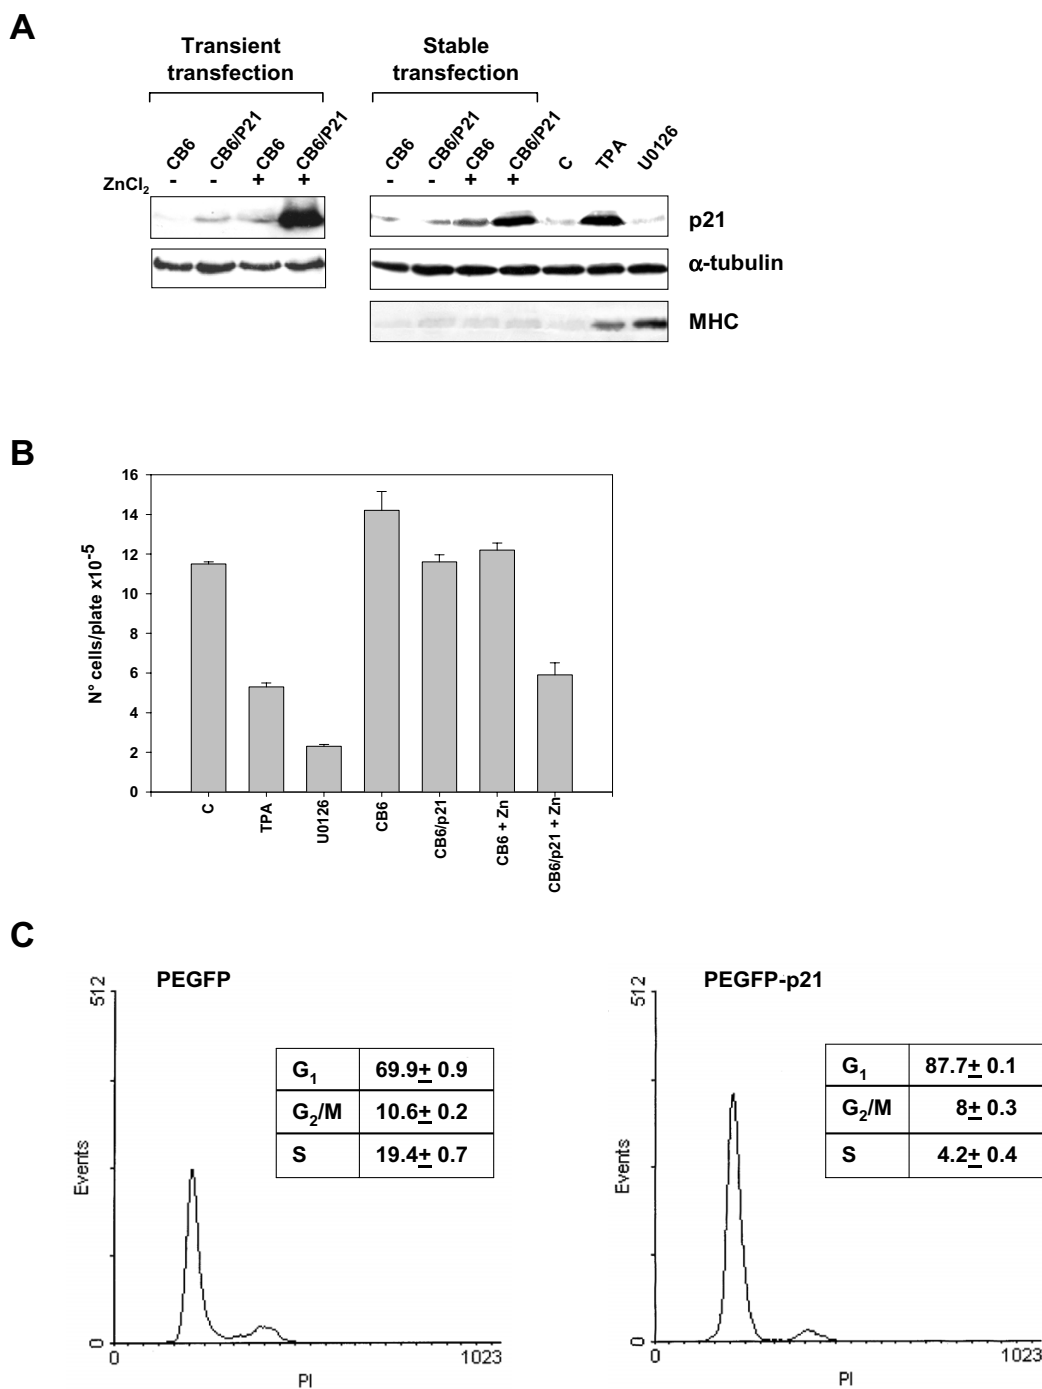 A
Transient
transfection
Stable
transfection
CB6
CB6/P21
CB6
CB6/P21
CB6
CB6/P21
CB6
CB6/P21
C
TPA
U0126
ZnCl₂ - - + + - - + +
p21
α-tubulin
MHC
B
N° cells/plate x10⁻⁵
16
14
12
10
8
6
4
2
0
C
TPA
U0126
CB6
CB6/p21
CB6 + Zn
CB6/p21 + Zn
C
PEGFP
512
Events
0
0
1023
PI
G₁ 69.9± 0.9
G₂/M 10.6± 0.2
S 19.4± 0.7
PEGFP-p21
512
Events
0
0
1023
PI
G₁ 87.7± 0.1
G₂/M 8± 0.3
S 4.2± 0.4